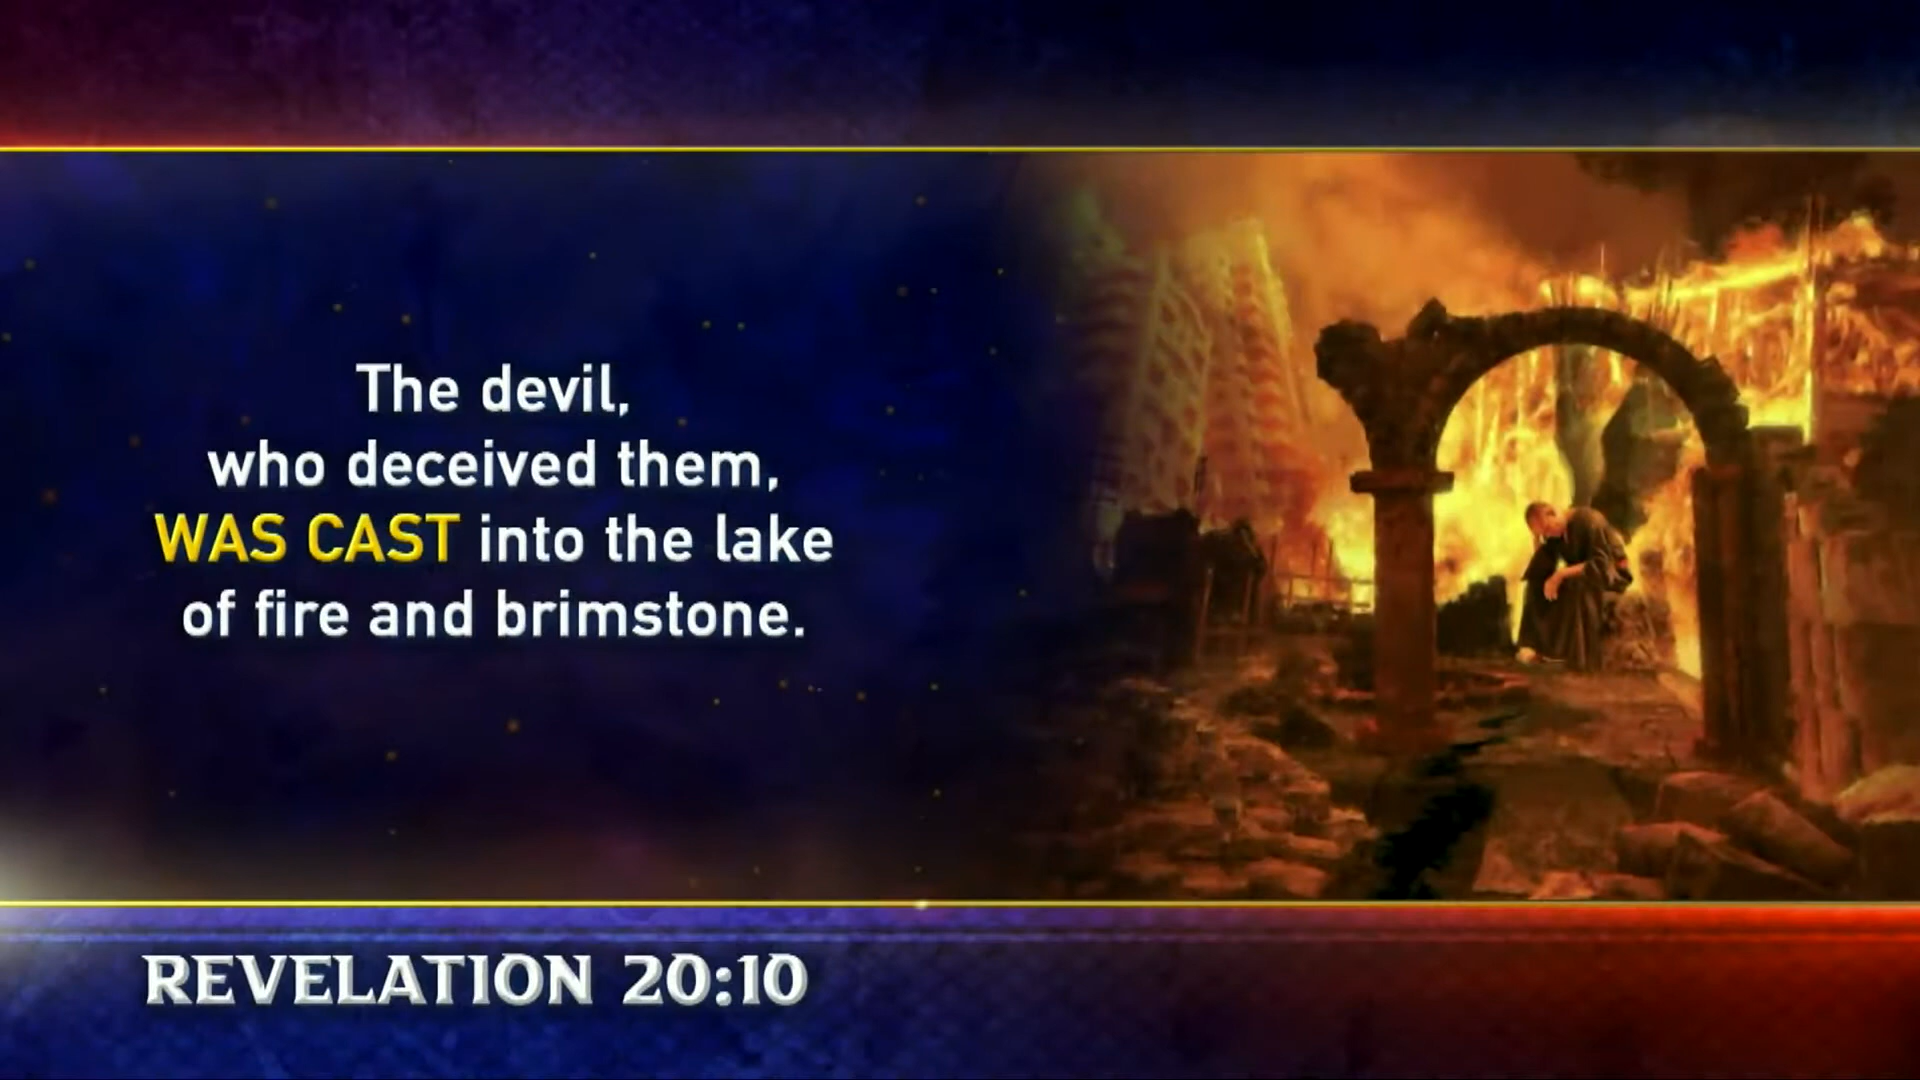 The devil,
who deceived them,
WAS CAST into the lake
of fire and brimstone.
REVELATION 20:10